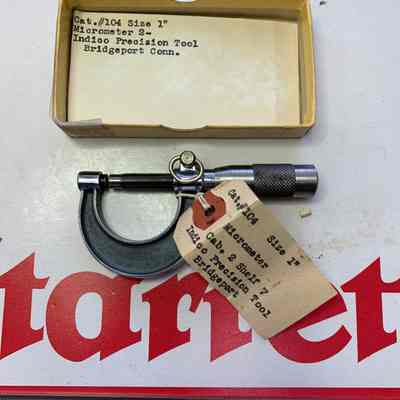 Cat.#104 Size 1"
Micrometer 2-
Indico Precision Tool
Bridgeport Conn.
Cat.#104 Size 1"
Micrometer
Cab. 2 Shelf 7
Indico Precision Tool
Bridgeport
tarrett